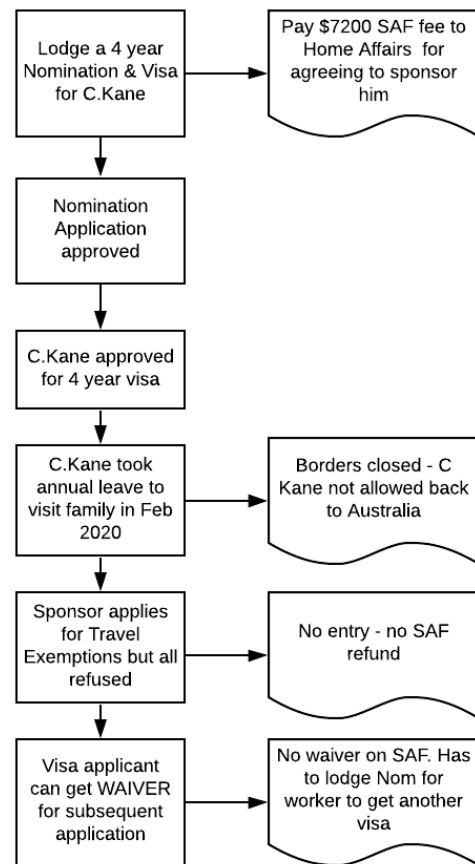 Lodge a 4 year
Nomination & Visa
for C.Kane
Pay $7200 SAF fee to
Home Affairs for
agreeing to sponsor
him
Nomination
Application
approved
C.Kane approved
for 4 year visa
C.Kane took
annual leave to
visit family in Feb
2020
Borders closed - C
Kane not allowed back
to Australia
Sponsor applies
for Travel
Exemptions but all
refused
No entry - no SAF
refund
Visa applicant
can get WAIVER
for subsequent
application
No waiver on SAF. Has
to lodge Nom for
worker to get another
visa